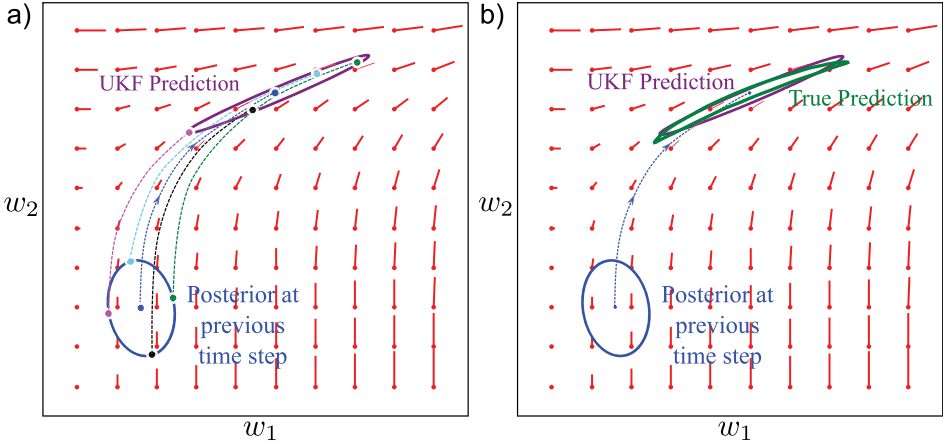 a)
UKF Prediction
Posterior at
previous
time step
w2
w1
b)
UKF Prediction
True Prediction
Posterior at
previous
time step
w2
w1